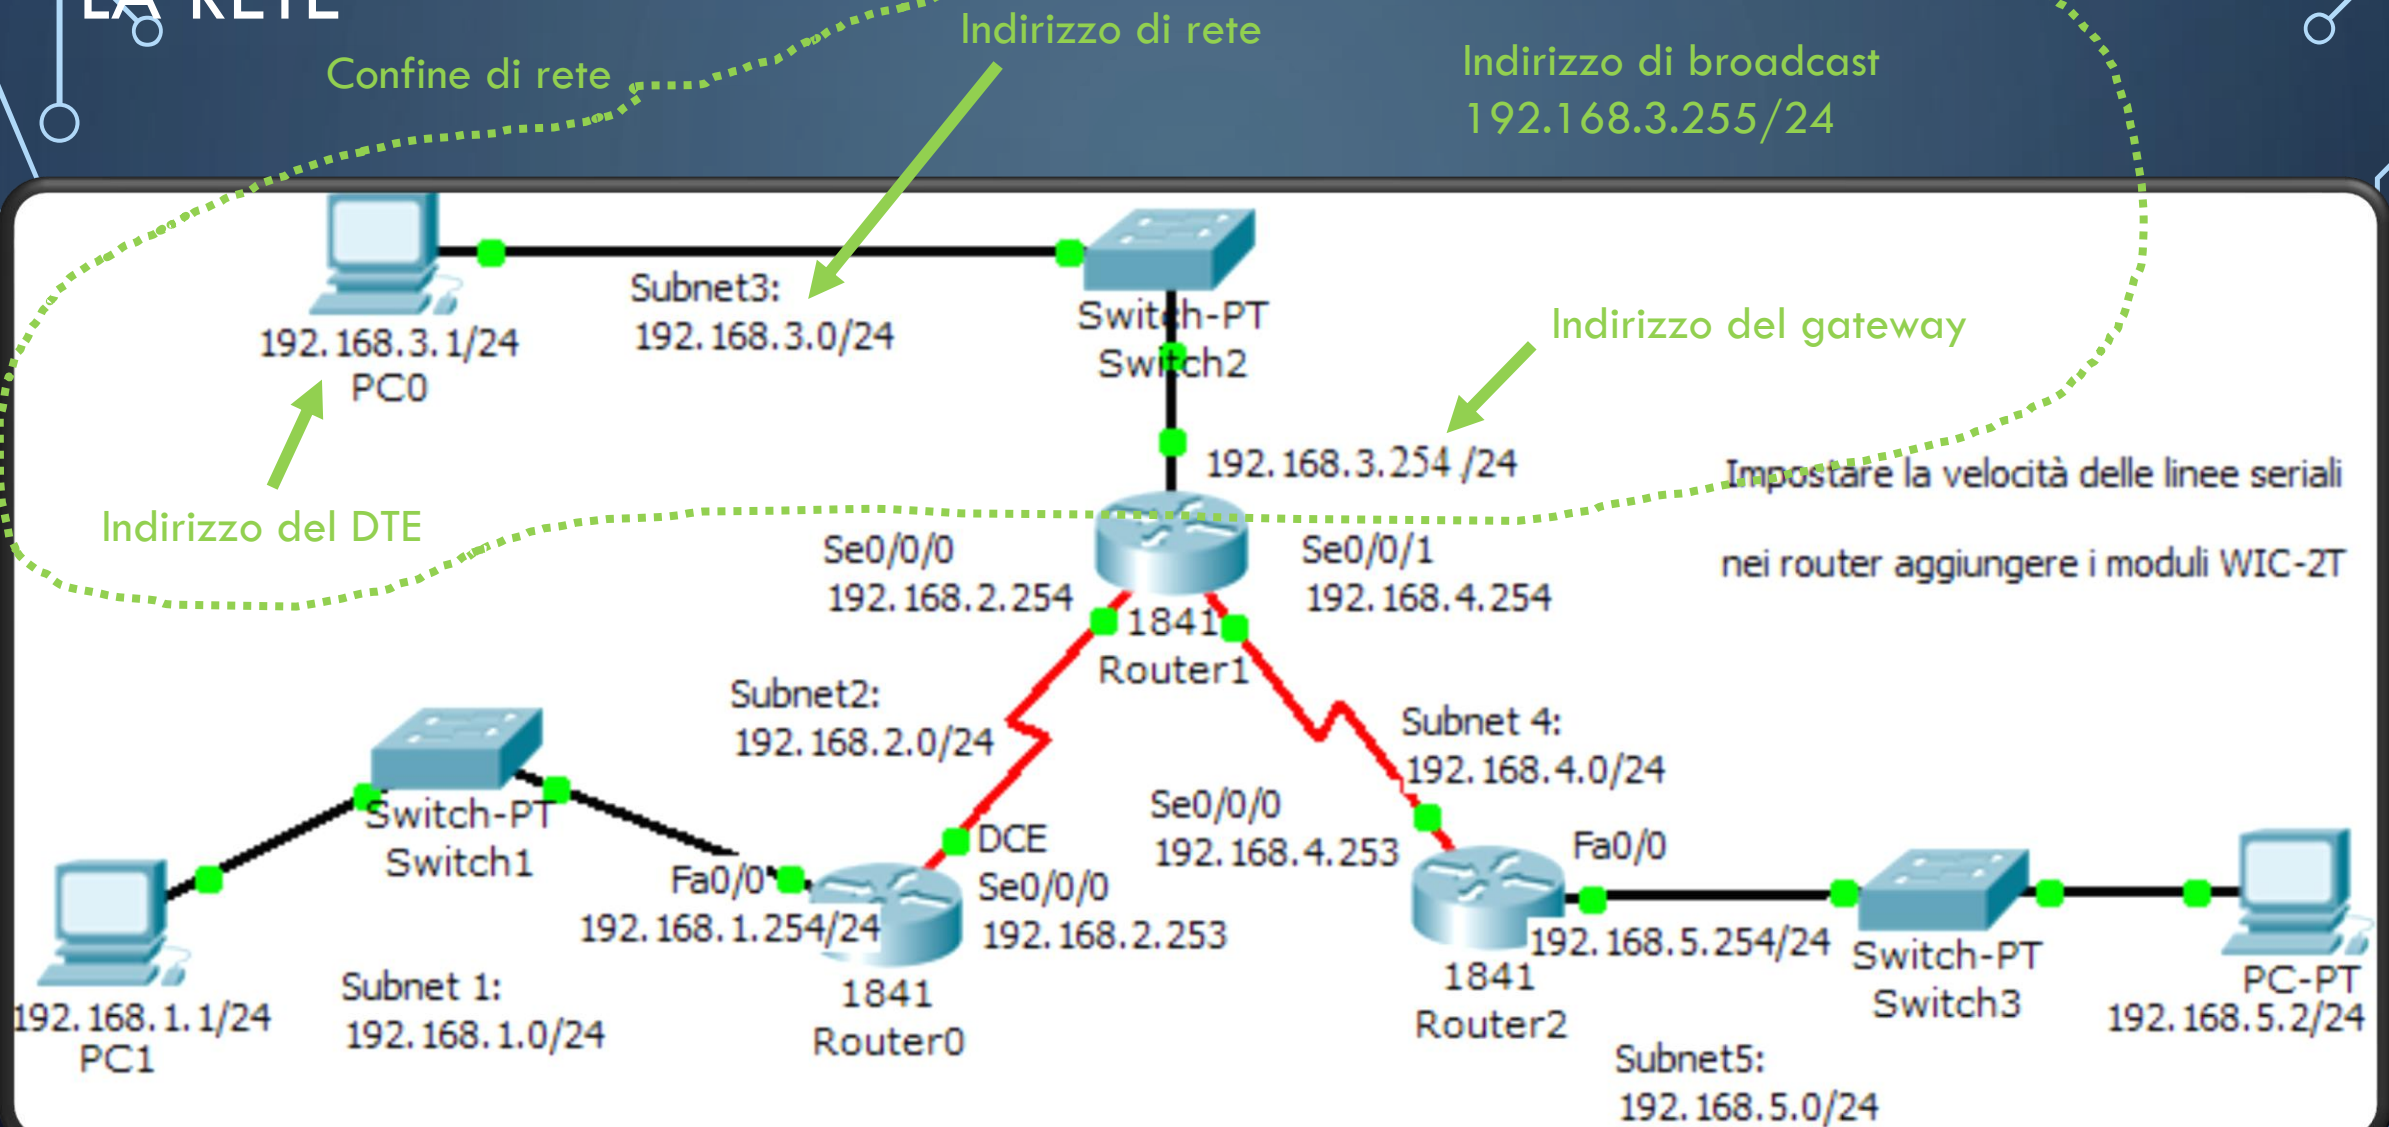 LA RETE
Indirizzo di rete
Confine di rete
Indirizzo di broadcast
192.168.3.255/24
Subnet3:
192.168.3.0/24
192.168.3.1/24
PC0
Switch-PT
Switch2
Indirizzo del gateway
192.168.3.254 /24
Indirizzo del DTE
Impostare la velocità delle linee seriali
nei router aggiungere i moduli WIC-2T
Se0/0/0
192.168.2.254
Se0/0/1
192.168.4.254
1841
Router1
Subnet2:
192.168.2.0/24
Subnet 4:
192.168.4.0/24
Switch-PT
Switch1
DCE
Se0/0/0
192.168.2.253
Se0/0/0
192.168.4.253
Fa0/0
Fa0/0
192.168.1.254/24
192.168.5.254/24
Switch-PT
Switch3
PC-PT
192.168.5.2/24
192.168.1.1/24
PC1
Subnet 1:
192.168.1.0/24
1841
Router0
1841
Router2
Subnet5:
192.168.5.0/24